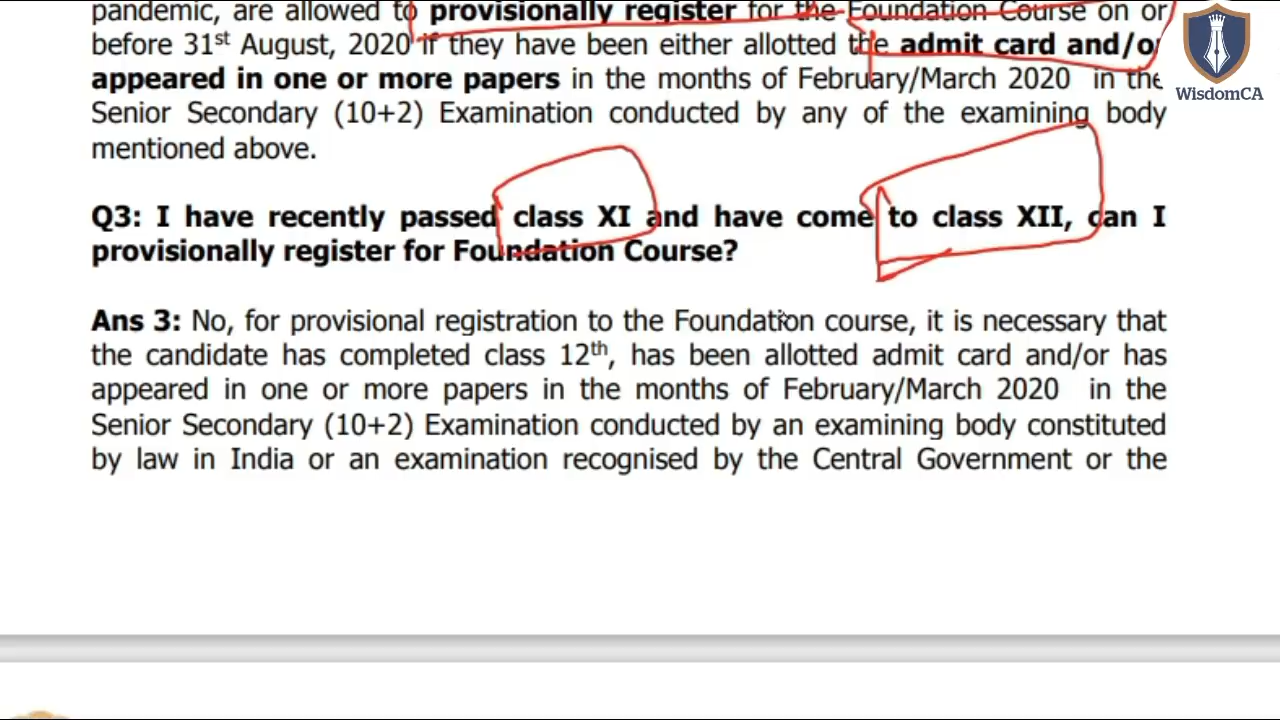 pandemic, are allowed to provisionally register for the Foundation Course on or
before 31st August, 2020 if they have been either allotted the admit card and/or
appeared in one or more papers in the months of February/March 2020 in the
Senior Secondary (10+2) Examination conducted by any of the examining body
mentioned above.
WisdomCA
Q3: I have recently passed class XI and have come to class XII, can I
provisionally register for Foundation Course?
Ans 3: No, for provisional registration to the Foundation course, it is necessary that
the candidate has completed class 12th, has been allotted admit card and/or has
appeared in one or more papers in the months of February/March 2020 in the
Senior Secondary (10+2) Examination conducted by an examining body constituted
by law in India or an examination recognised by the Central Government or the